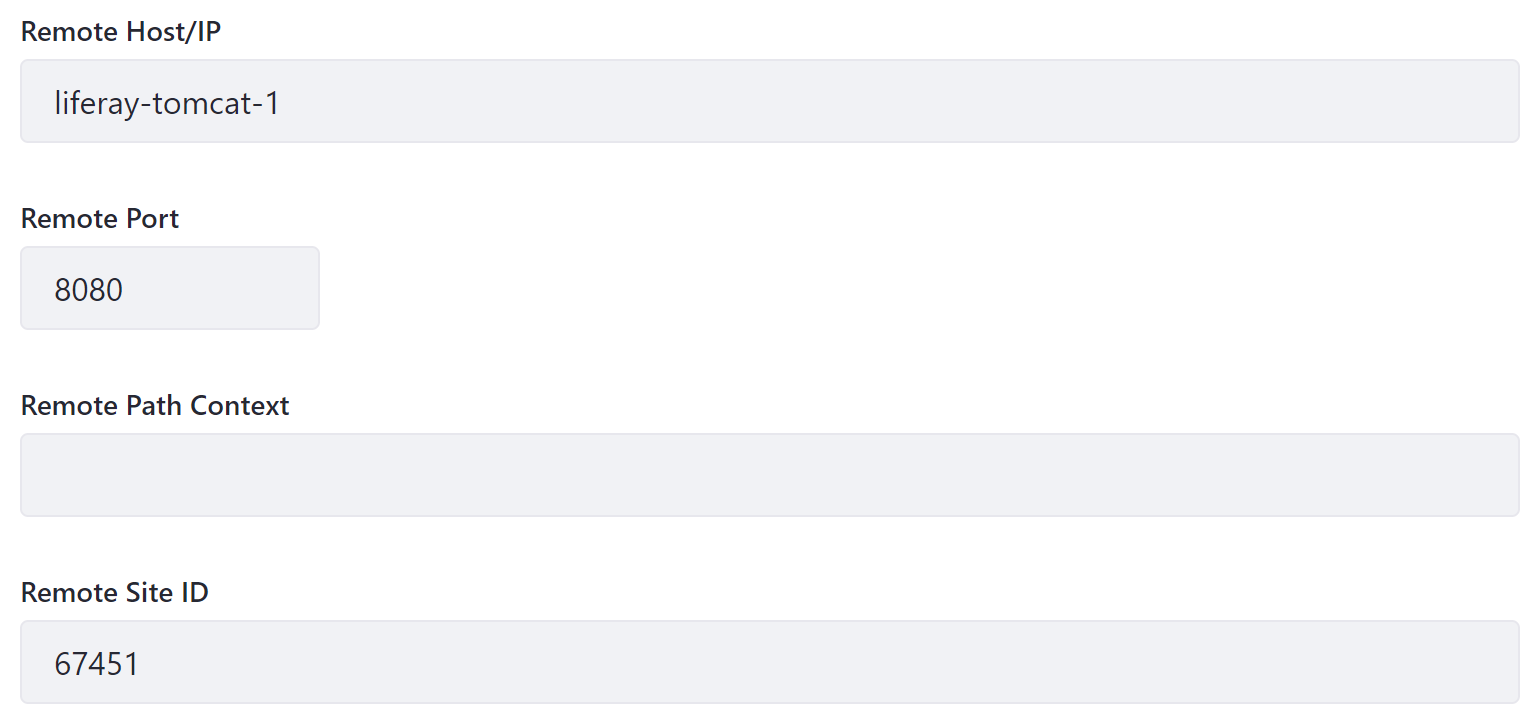 Remote Host/IP
liferay-tomcat-1
Remote Port
8080
Remote Path Context
Remote Site ID
67451